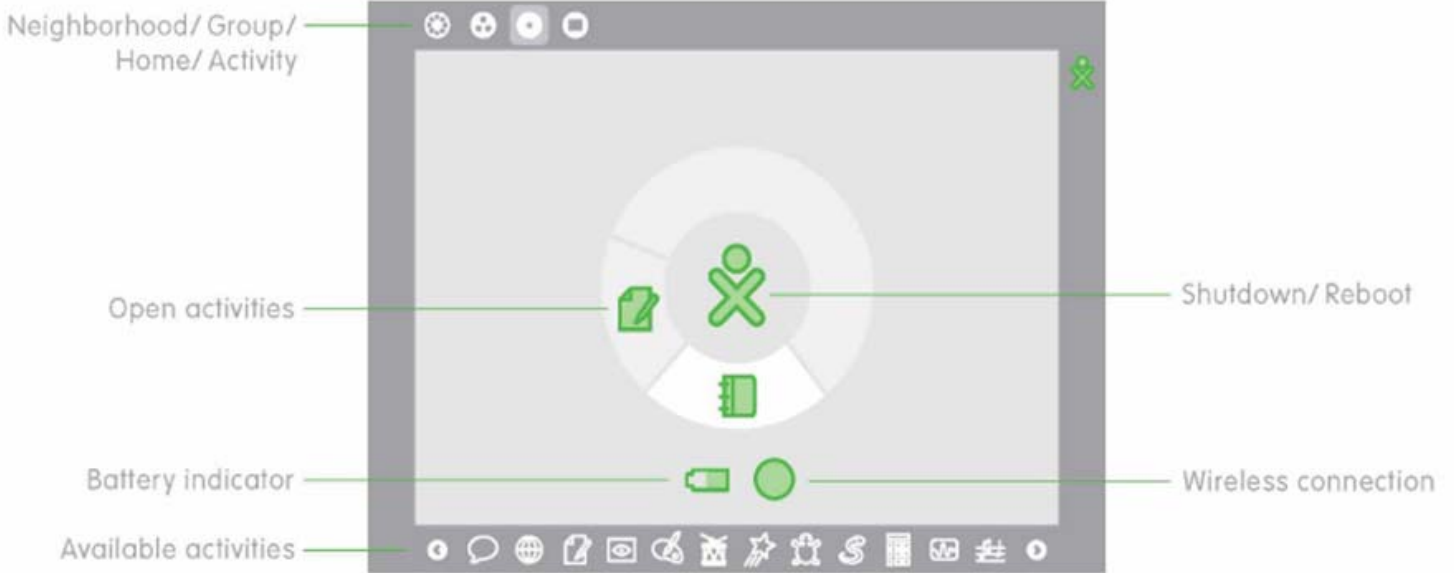 Neighborhood/ Group/
Home/ Activity
Open activities
Shutdown/ Reboot
Battery indicator
Wireless connection
Available activities